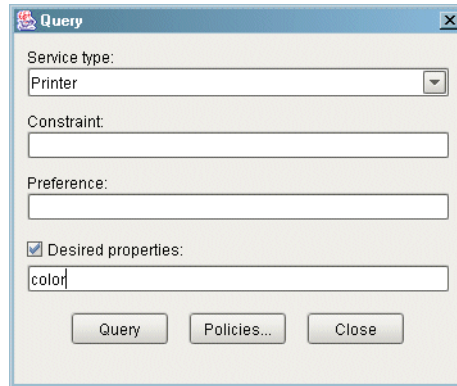 Query
Service type:
Printer
Constraint:
Preference:
Desired properties:
color
Query Policies... Close